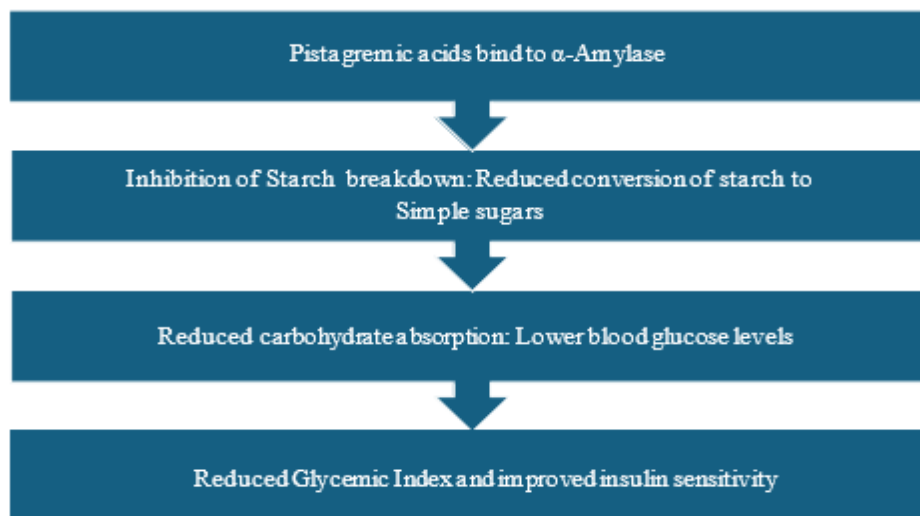 Pistagremic acids bind to α-Amylase
Inhibition of Starch breakdown: Reduced conversion of starch to
Simple sugars
Reduced carbohydrate absorption: Lower blood glucose levels
Reduced Glycemic Index and improved insulin sensitivity